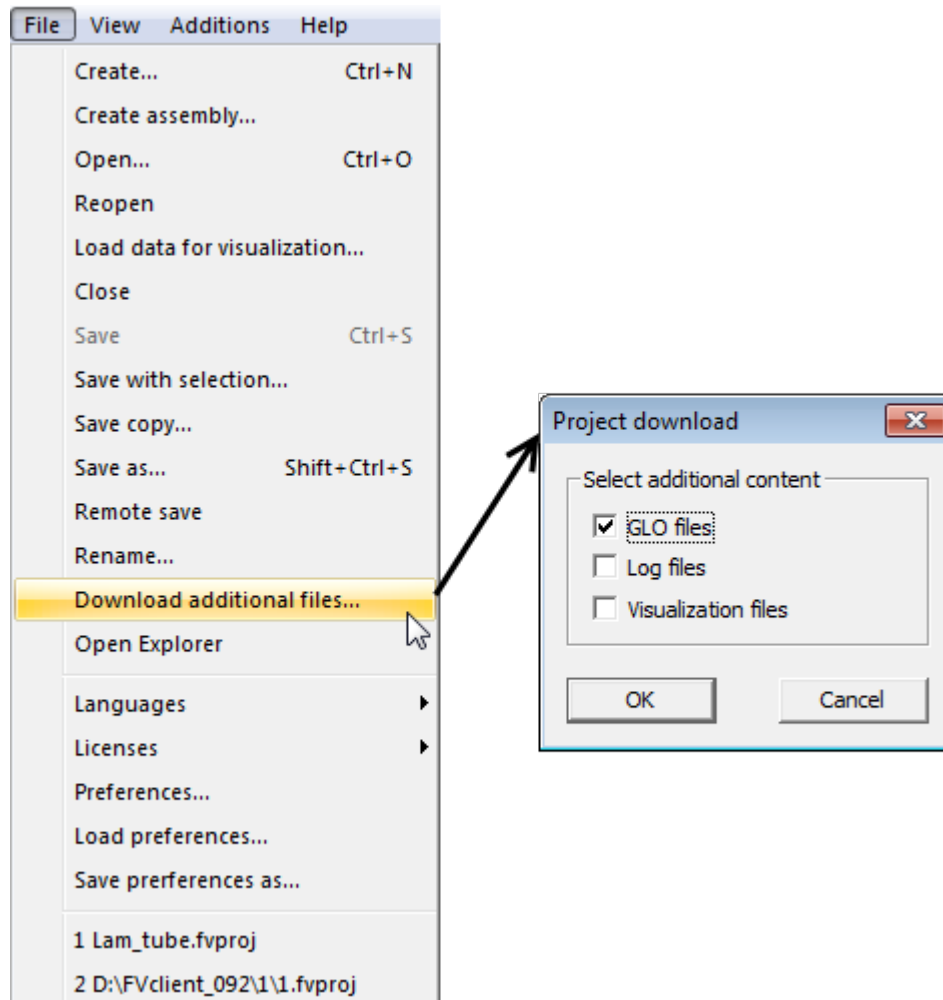 File View Additions Help
Create... Ctrl+N
Create assembly...
Open... Ctrl+O
Reopen
Load data for visualization...
Close
Save Ctrl+S
Save with selection...
Save copy...
Save as... Shift+Ctrl+S
Remote save
Rename...
Download additional files...
Open Explorer
Languages
Licenses
Preferences...
Load preferences...
Save prerferences as...
1 Lam_tube.fvproj
2 D:\FVclient_092\1\1.fvproj
Project download
Select additional content
GLO files
Log files
Visualization files
OK Cancel